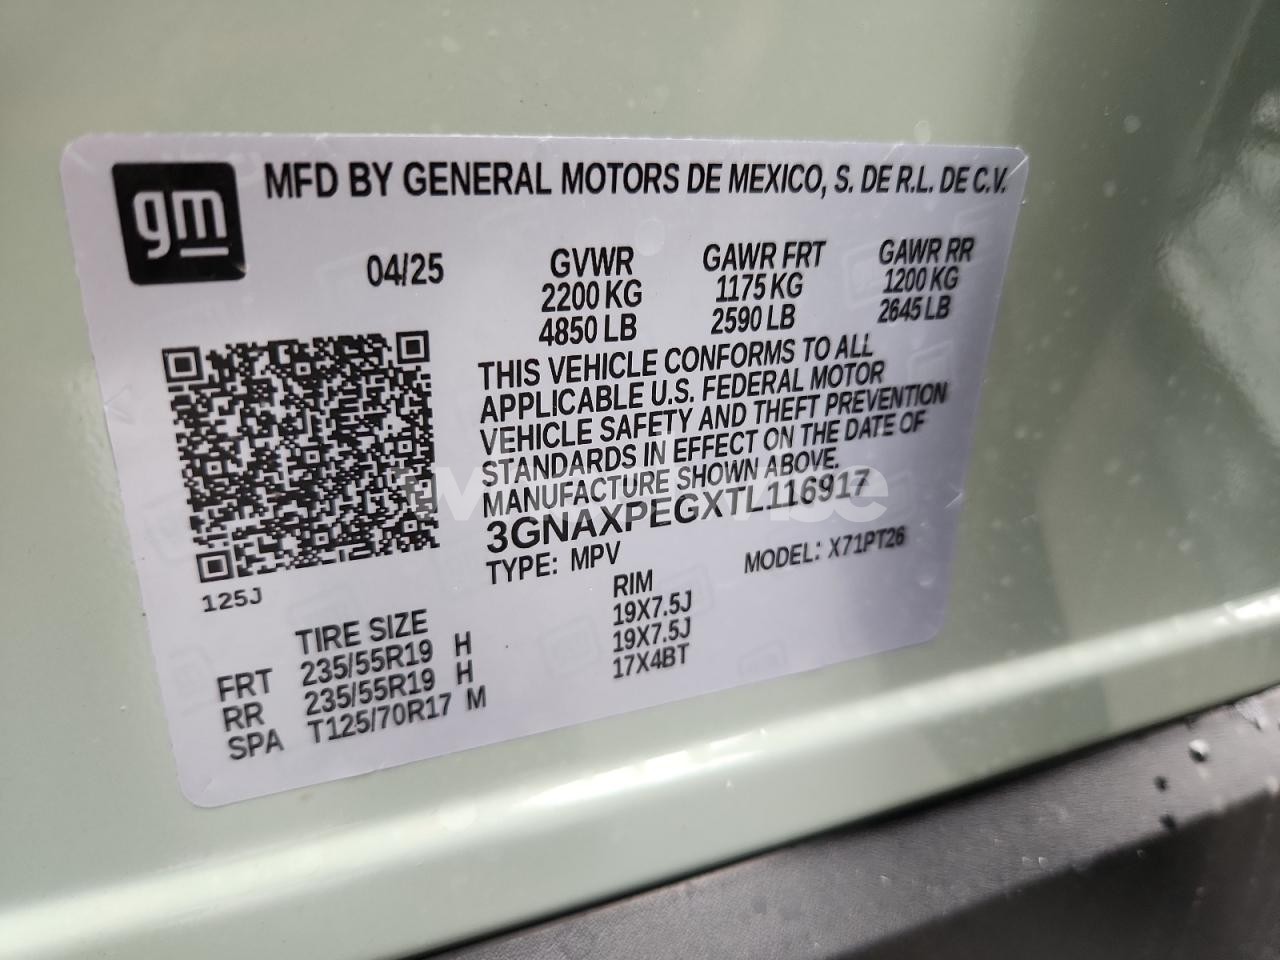 gm
MFD BY GENERAL MOTORS DE MEXICO, S. DE R.L. DE C.V.
04/25
GVWR
2200 KG
4850 LB
GAWR FRT
1175 KG
2590 LB
GAWR RR
1200 KG
2645 LB
THIS VEHICLE CONFORMS TO ALL
APPLICABLE U.S. FEDERAL MOTOR
VEHICLE SAFETY AND THEFT PREVENTION
STANDARDS IN EFFECT ON THE DATE OF
MANUFACTURE SHOWN ABOVE.
3GNAXPEGXTL116917
TYPE: MPV
MODEL: X71PT26
125J
TIRE SIZE RIM
FRT 235/55R19 H 19X7.5J
RR 235/55R19 H 19X7.5J
SPA T125/70R17 M 17X4BT